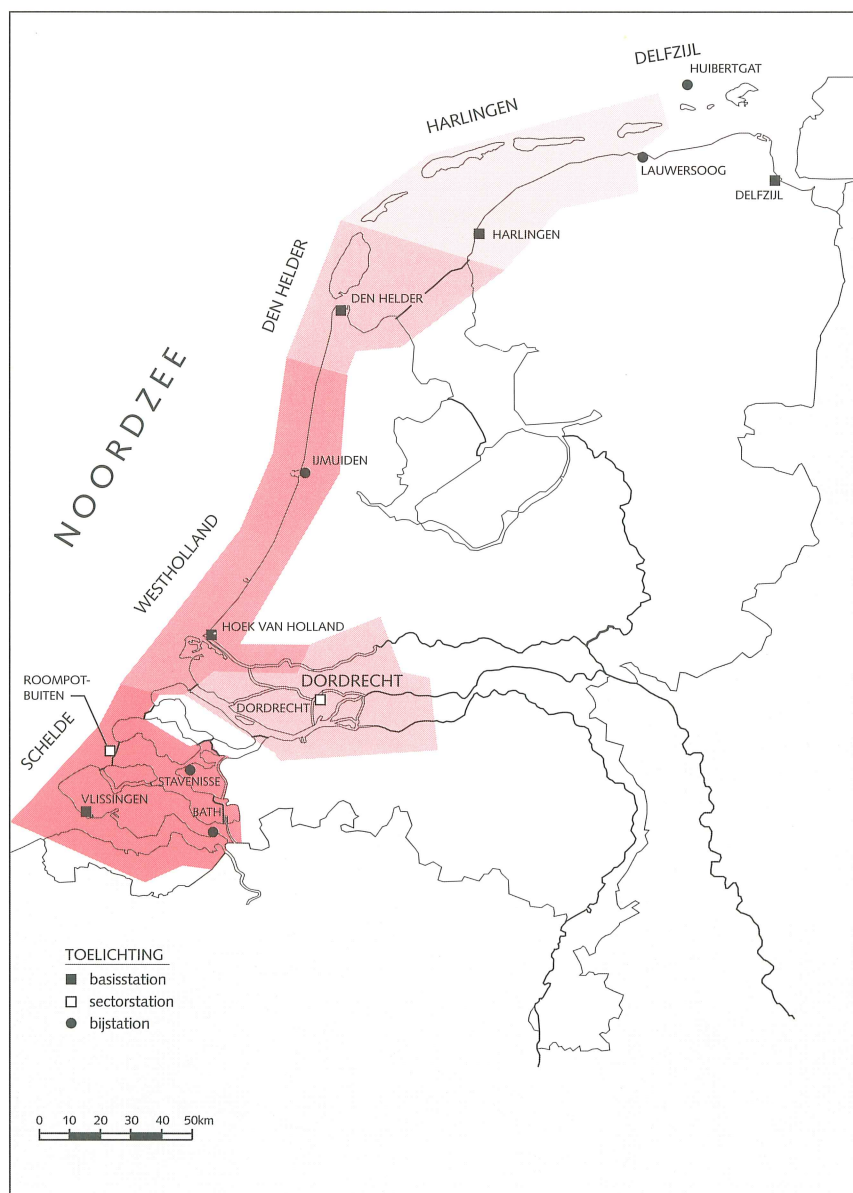 DELFZIJL
HUIBERTGAT
HARLINGEN
LAUWERSOOG
DELFZIJL
HARLINGEN
DEN HELDER
DEN HELDER
NOORDZEE
IJMUIDEN
WESTHOLLAND
HOEK VAN HOLLAND
ROOMPOT-
BUITEN
DORDRECHT
DORDRECHT
SCHELDE
STAVENISSE
VLISSINGEN
BATH
TOELICHTING
basisstation
sectorstation
bijstation
0 10 20 30 40 50km